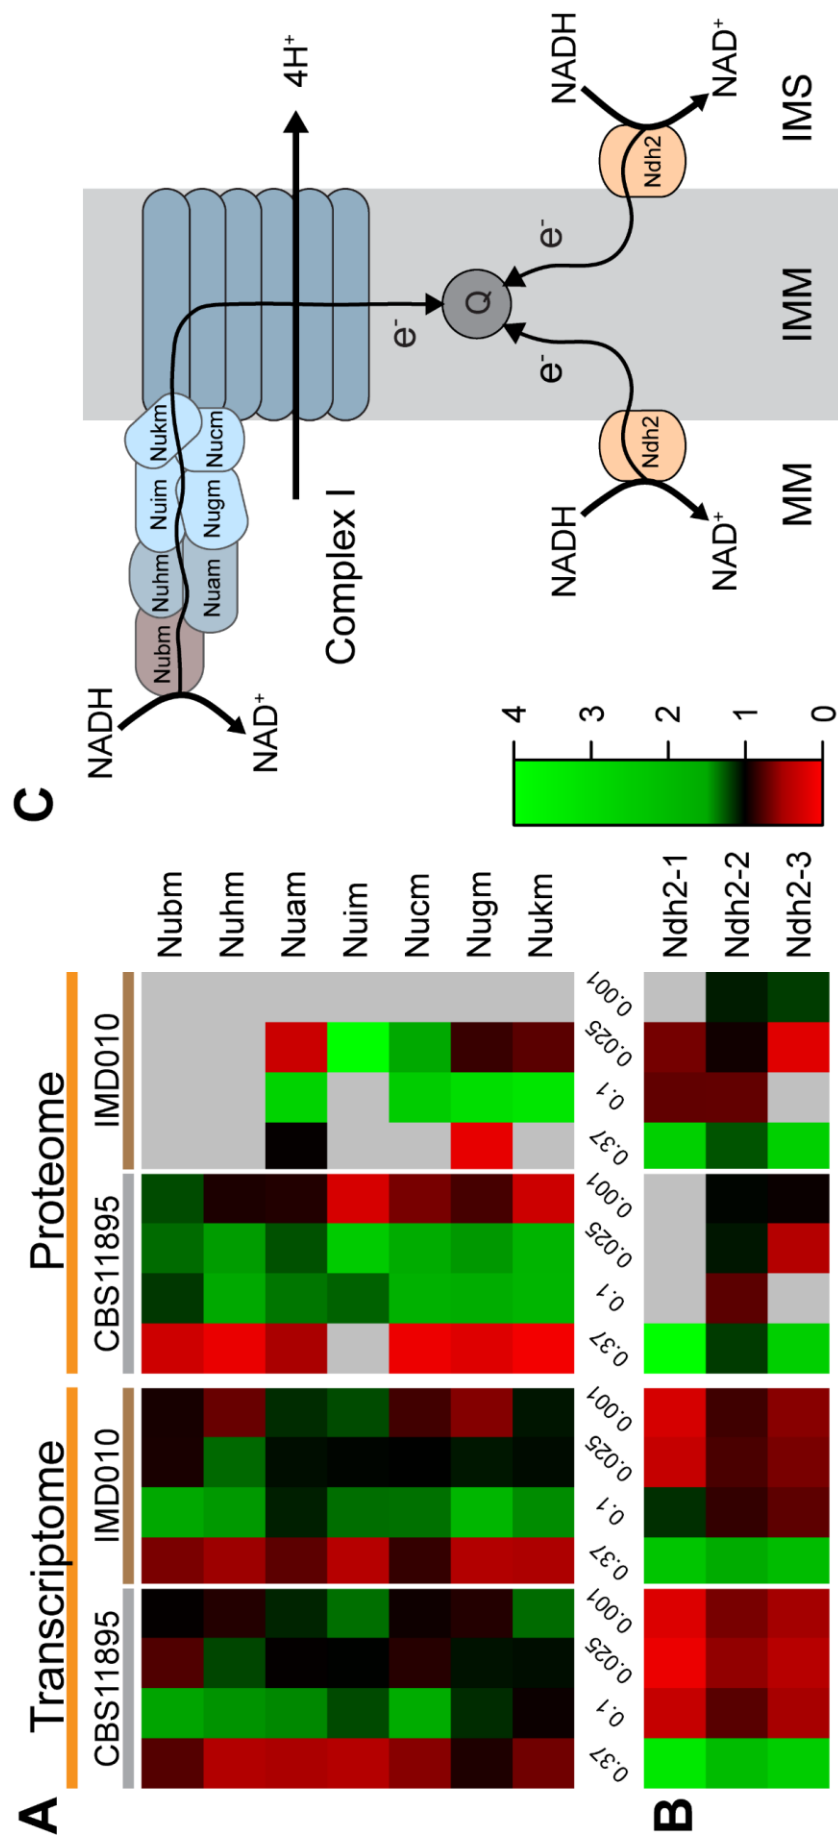 A
Transcriptome
Proteome
CBS11895
IMD010
CBS11895
IMD010
Nubm
Nuhm
Nuam
Nuim
Nucm
Nugm
Nukm
0.37
0.1
0.025
0.001
0.37
0.1
0.025
0.001
0.37
0.1
0.025
0.001
0.37
0.1
0.025
0.001
B
Ndh2-1
Ndh2-2
Ndh2-3
4
3
2
1
0
C
NADH
NAD⁺
Nubm
Nuhm
Nuim
Nukm
Nuam
Nugm
Nucm
4H⁺
Complex I
e⁻
Q
e⁻
e⁻
NADH
Ndh2
NAD⁺
NADH
Ndh2
NAD⁺
MM
IMM
IMS